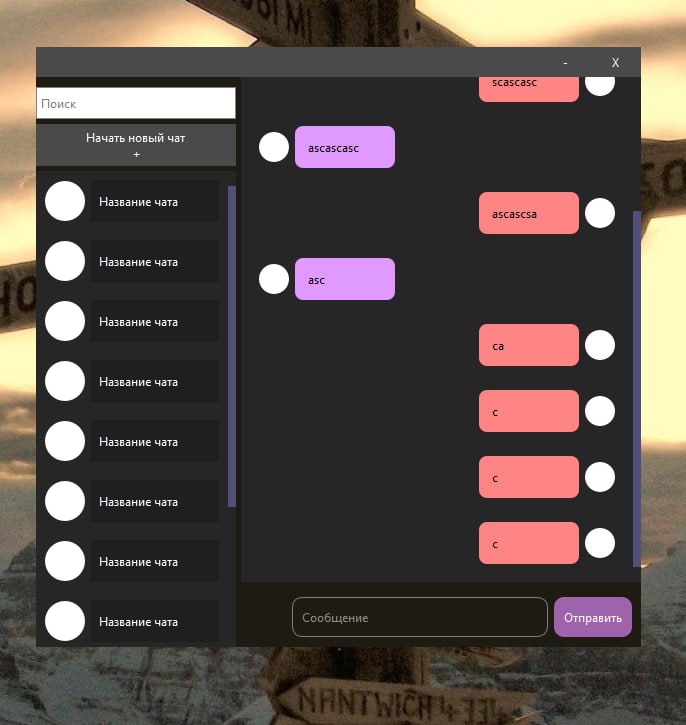 - X
Поиск
Начать новый чат
+
Название чата
Название чата
Название чата
Название чата
Название чата
Название чата
Название чата
Название чата
scascasc
ascascasc
ascascsa
asc
ca
c
c
c
Сообщение
Отправить
NANTWICH